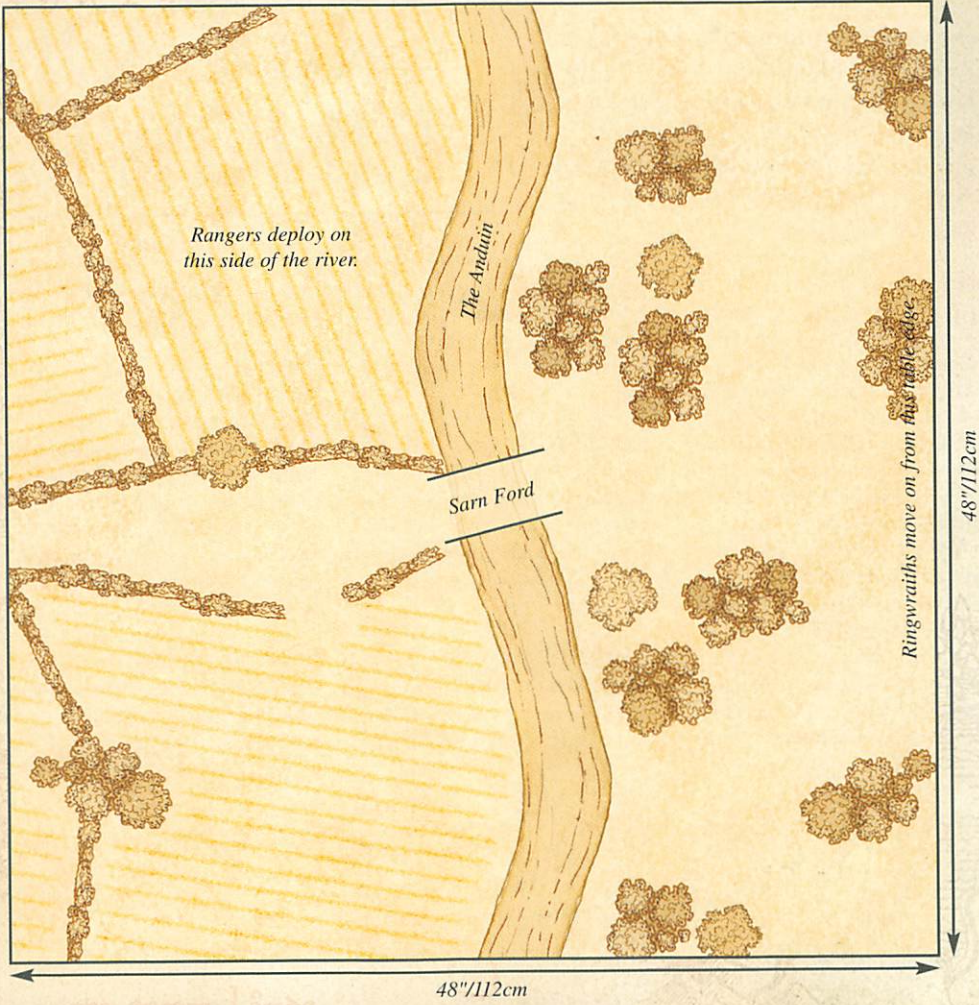 Rangers deploy on
this side of the river.
The Anduin
Sarn Ford
Ringwraiths move on from this table edge.
48"/112cm
48"/112cm